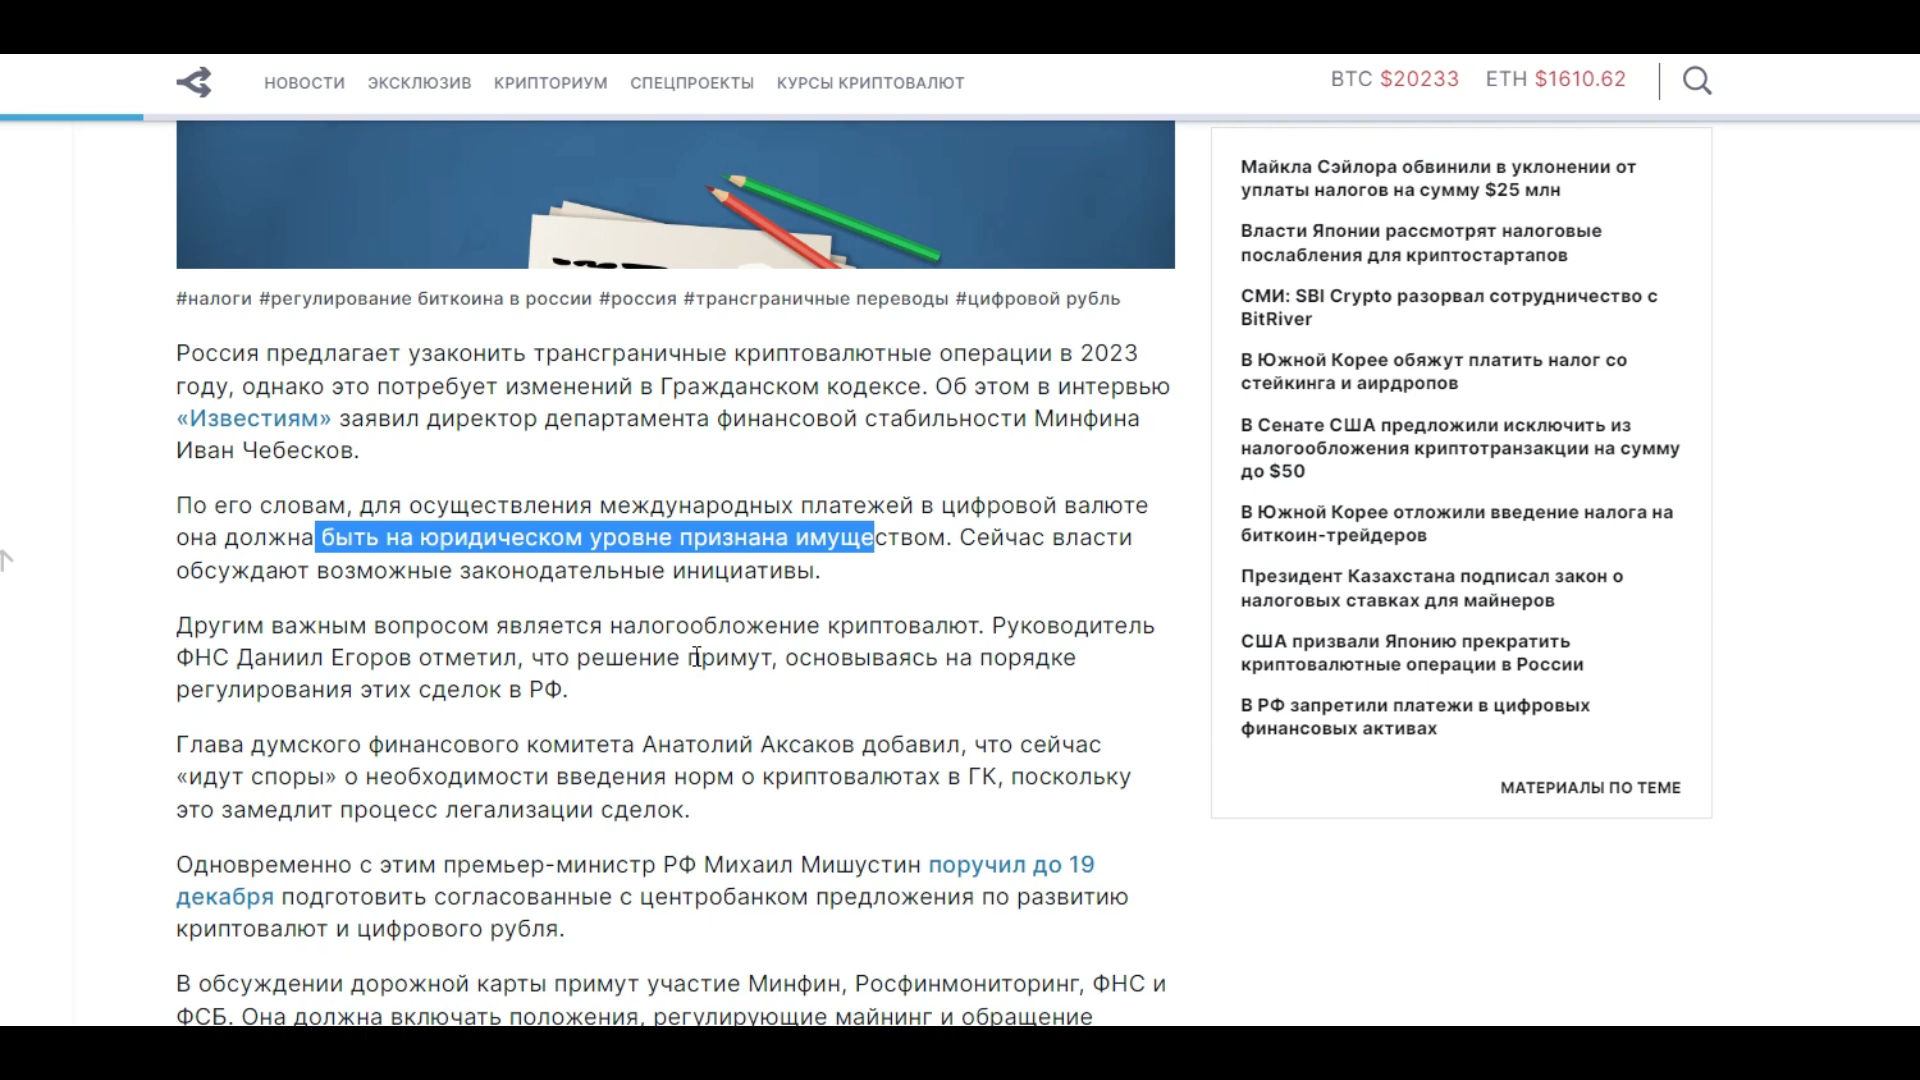 НОВОСТИ ЭКСКЛЮЗИВ КРИПТОРИУМ СПЕЦПРОЕКТЫ КУРСЫ КРИПТОВАЛЮТ BTC $20233 ETH $1610.62
#налоги #регулирование биткоина в россии #россия #трансграничные переводы #цифровой рубль
Россия предлагает узаконить трансграничные криптовалютные операции в 2023
году, однако это потребует изменений в Гражданском кодексе. Об этом в интервью
«Известиям» заявил директор департамента финансовой стабильности Минфина
Иван Чебесков.
По его словам, для осуществления международных платежей в цифровой валюте
она должна быть на юридическом уровне признана имуществом. Сейчас власти
обсуждают возможные законодательные инициативы.
Другим важным вопросом является налогообложение криптовалют. Руководитель
ФНС Даниил Егоров отметил, что решение примут, основываясь на порядке
регулирования этих сделок в РФ.
Глава думского финансового комитета Анатолий Аксаков добавил, что сейчас
«идут споры» о необходимости введения норм о криптовалютах в ГК, поскольку
это замедлит процесс легализации сделок.
Одновременно с этим премьер-министр РФ Михаил Мишустин поручил до 19
декабря подготовить согласованные с центробанком предложения по развитию
криптовалют и цифрового рубля.
В обсуждении дорожной карты примут участие Минфин, Росфинмониторинг, ФНС и
ФСБ. Она должна включать положения, регулирующие майнинг и обращение
Майкла Сэйлора обвинили в уклонении от
уплаты налогов на сумму $25 млн
Власти Японии рассмотрят налоговые
послабления для криптостартапов
СМИ: SBI Crypto разорвал сотрудничество с
BitRiver
В Южной Корее обяжут платить налог со
стейкинга и аирдропов
В Сенате США предложили исключить из
налогообложения криптотранзакции на сумму
до $50
В Южной Корее отложили введение налога на
биткоин-трейдеров
Президент Казахстана подписал закон о
налоговых ставках для майнеров
США призвали Японию прекратить
криптовалютные операции в России
В РФ запретили платежи в цифровых
финансовых активах
МАТЕРИАЛЫ ПО ТЕМЕ